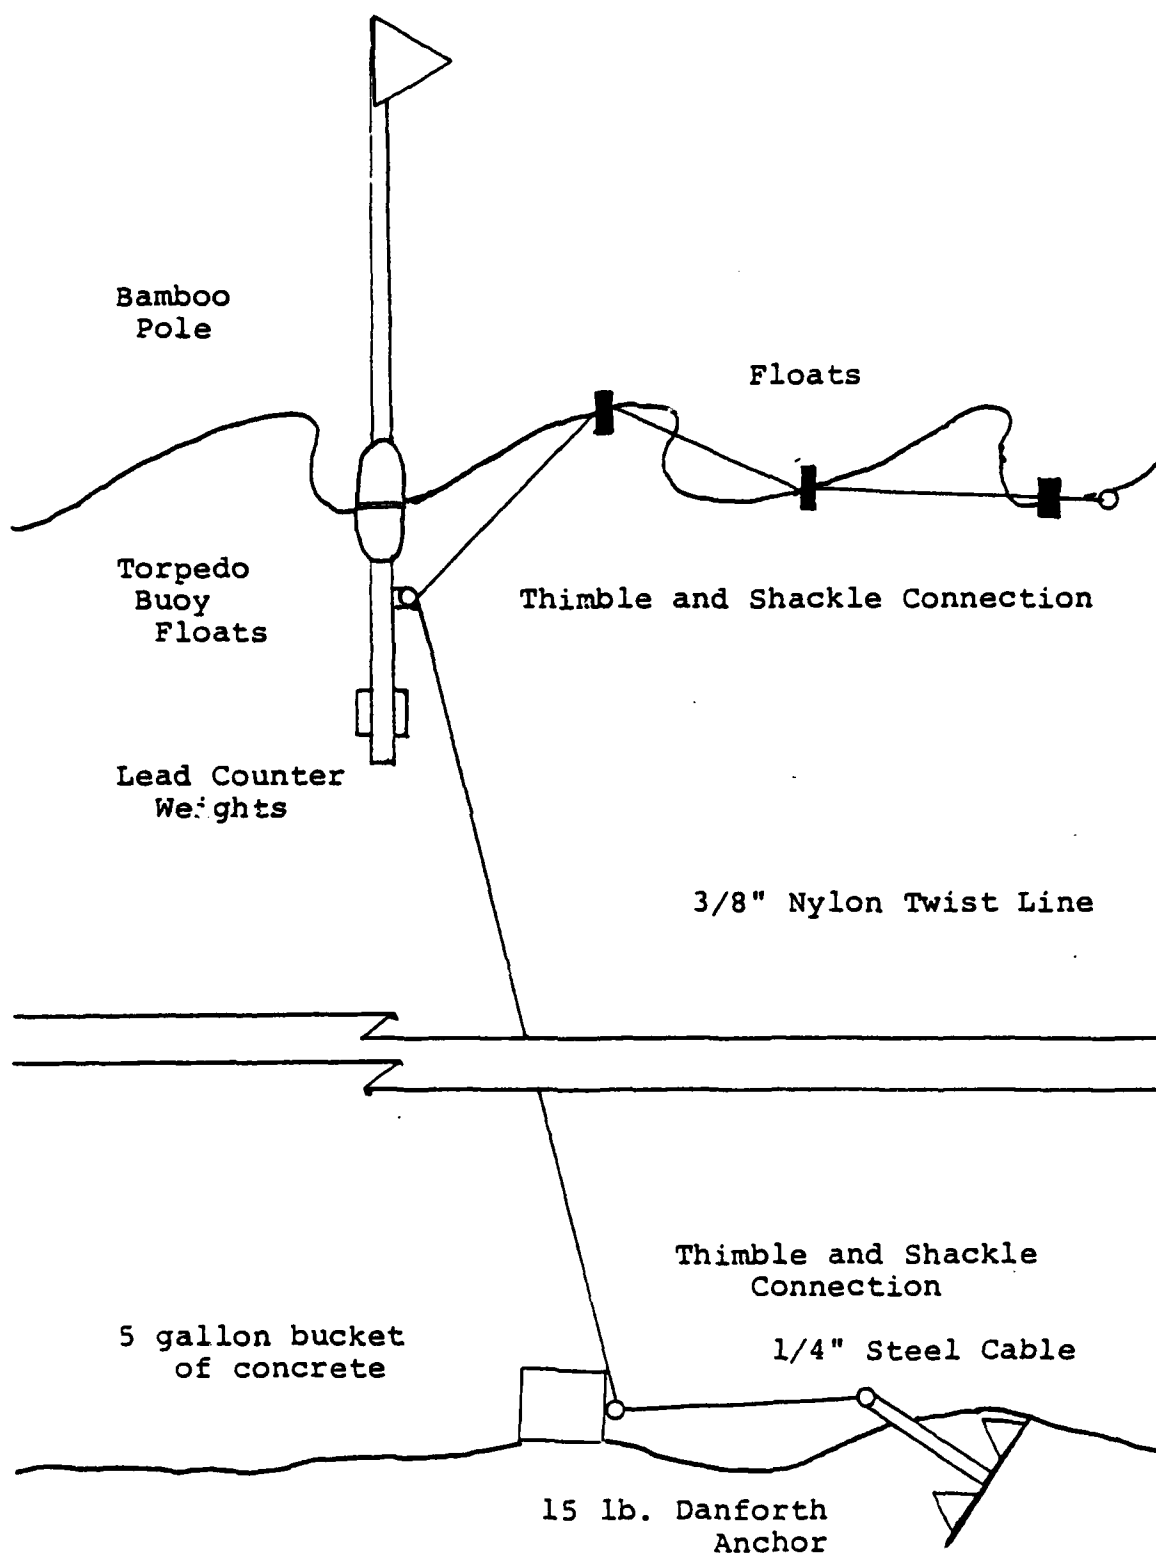 Bamboo
Pole
Floats
Torpedo
Buoy
Floats
Thimble and Shackle Connection
Lead Counter
Weights
3/8" Nylon Twist Line
Thimble and Shackle
Connection
5 gallon bucket
of concrete
1/4" Steel Cable
15 lb. Danforth
Anchor